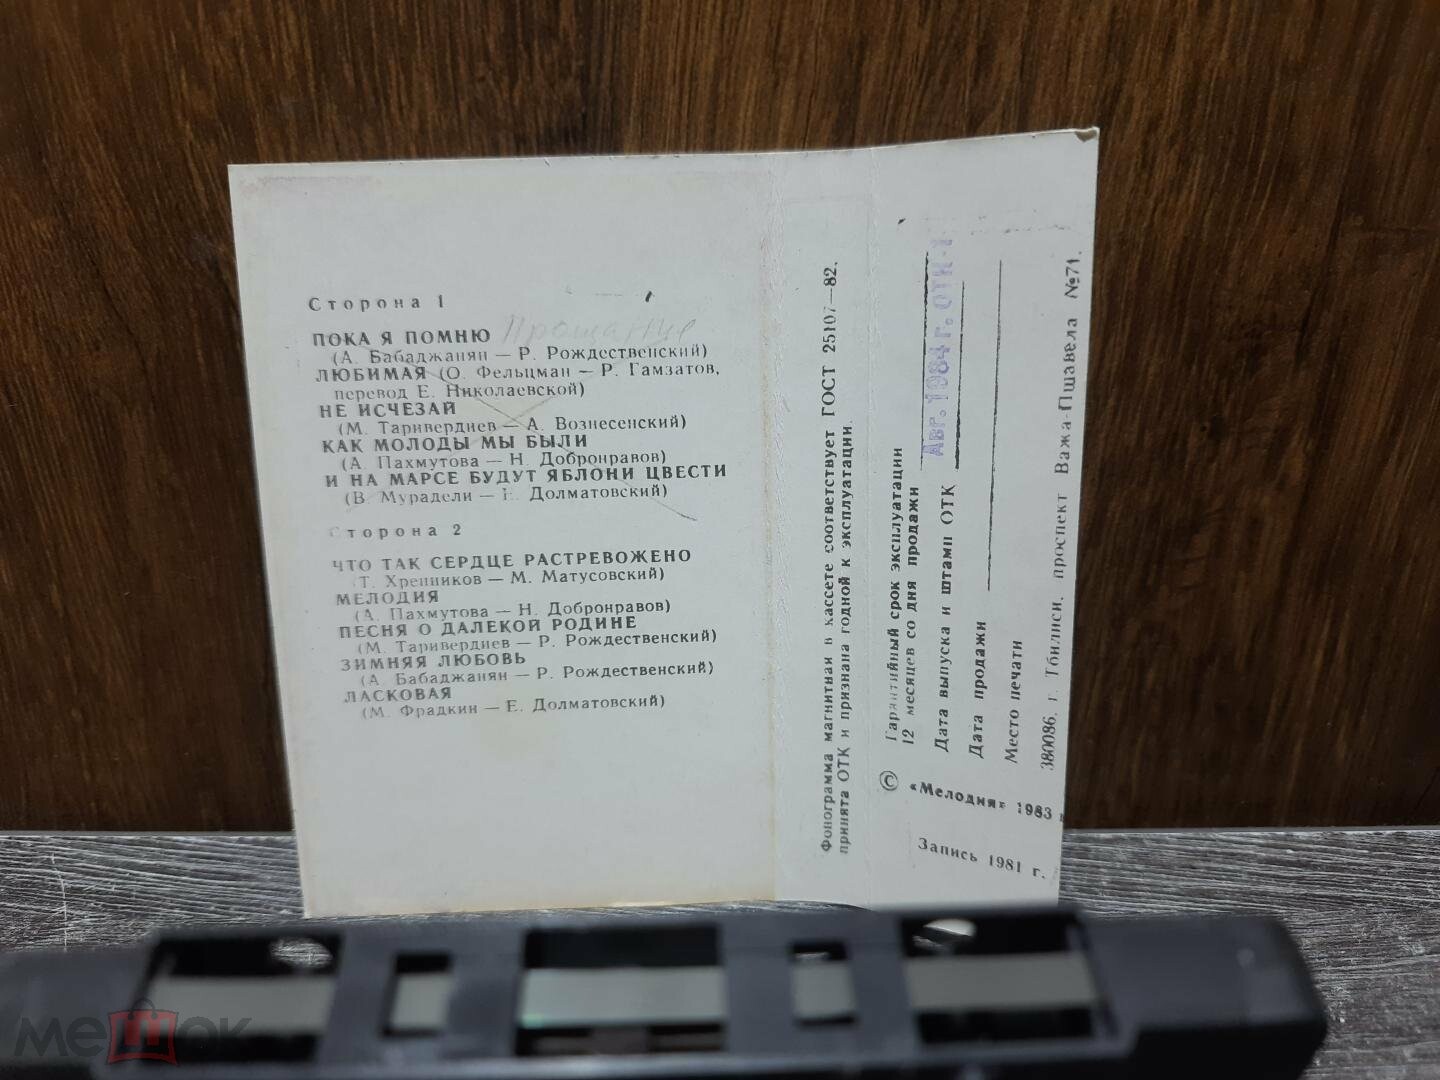 Сторона 1
ПОКА Я ПОМНЮ Прощание
(А. Бабаджанян — Р. Рождественский)
ЛЮБИМАЯ (О. Фельцман — Р. Гамзатов,
перевод Е. Николаевской)
НЕ ИСЧЕЗАЙ
(М. Таривердиев — А. Вознесенский)
КАК МОЛОДЫ МЫ БЫЛИ
(А. Пахмутова — Н. Добронравов)
И НА МАРСЕ БУДУТ ЯБЛОНИ ЦВЕСТИ
(В. Мурадели — Е. Долматовский)
Сторона 2
ЧТО ТАК СЕРДЦЕ РАСТРЕВОЖЕНО
(Т. Хренников — М. Матусовский)
МЕЛОДИЯ
(А. Пахмутова — Н. Добронравов)
ПЕСНЯ О ДАЛЕКОЙ РОДИНЕ
(М. Таривердиев — Р. Рождественский)
ЗИМНЯЯ ЛЮБОВЬ
(А. Бабаджанян — Р. Рождественский)
ЛАСКОВАЯ
(М. Фрадкин — Е. Долматовский)
Фонограмма магнитная в кассете соответствует ГОСТ 25107—82,
принята ОТК и признана годной к эксплуатации.
Гарантийный срок эксплуатации
12 месяцев со дня продажи
Дата выпуска и штамп ОТК Авг. 1984 г. ОТК-1
Дата продажи
Место печати
380086, г. Тбилиси, проспект Важа-Пшавела №71.
© «Мелодия» 1983 г
Запись 1981 г.
мешок